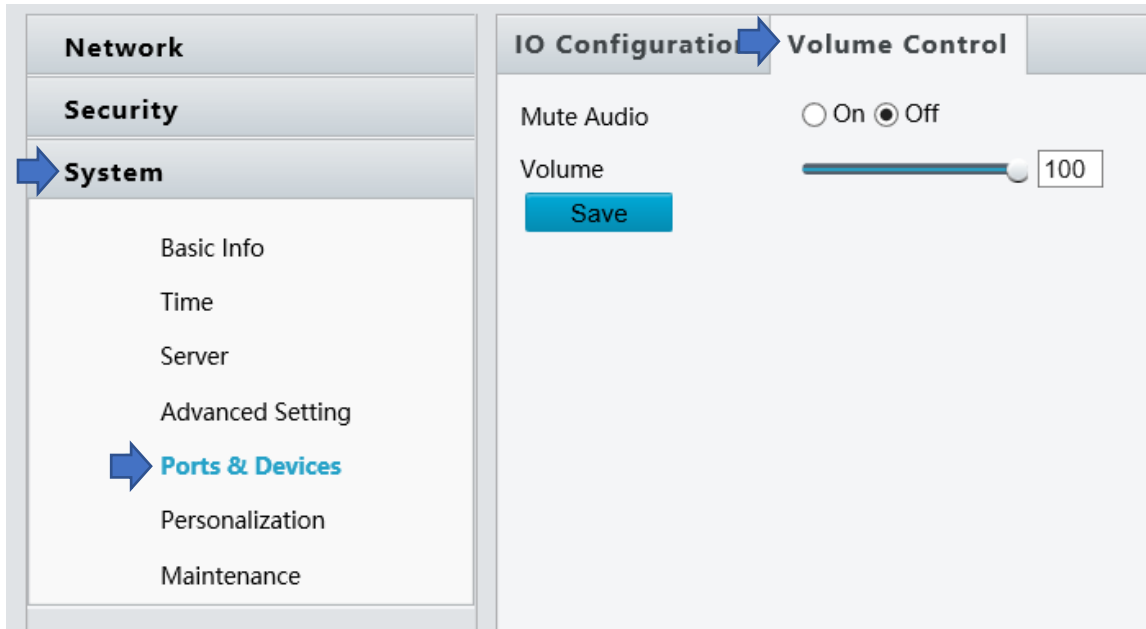 Network
Security
System
Basic Info
Time
Server
Advanced Setting
Ports & Devices
Personalization
Maintenance
IO Configuration Volume Control
Mute Audio On Off
Volume 100
Save